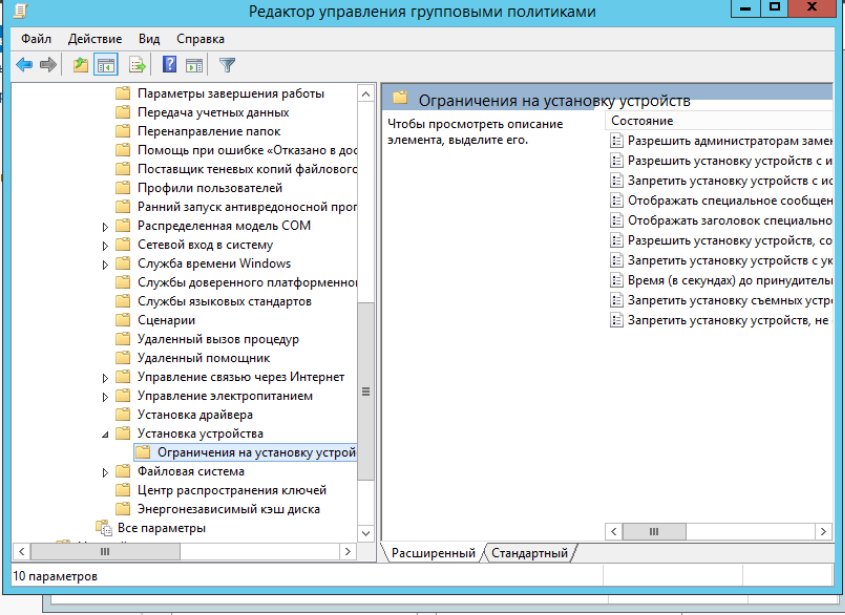 Редактор управления групповыми политиками
Файл Действие Вид Справка
Параметры завершения работы
Передача учетных данных
Перенаправление папок
Помощь при ошибке «Отказано в дос
Поставщик теневых копий файлового
Профили пользователей
Ранний запуск антивредоносной прог
Распределенная модель COM
Сетевой вход в систему
Служба времени Windows
Службы доверенного платформенног
Службы языковых стандартов
Сценарии
Удаленный вызов процедур
Удаленный помощник
Управление связью через Интернет
Управление электропитанием
Установка драйвера
Установка устройства
Ограничения на установку устрой
Файловая система
Центр распространения ключей
Энергонезависимый кэш диска
Все параметры
Ограничения на установку устройств
Чтобы просмотреть описание
элемента, выделите его.
Состояние
Разрешить администраторам замен
Разрешить установку устройств с и
Запретить установку устройств с ис
Отображать специальное сообщен
Отображать заголовок специально
Разрешить установку устройств, со
Запретить установку устройств с ук
Время (в секундах) до принудитель
Запретить установку съемных устр
Запретить установку устройств, не
Расширенный Стандартный
10 параметров